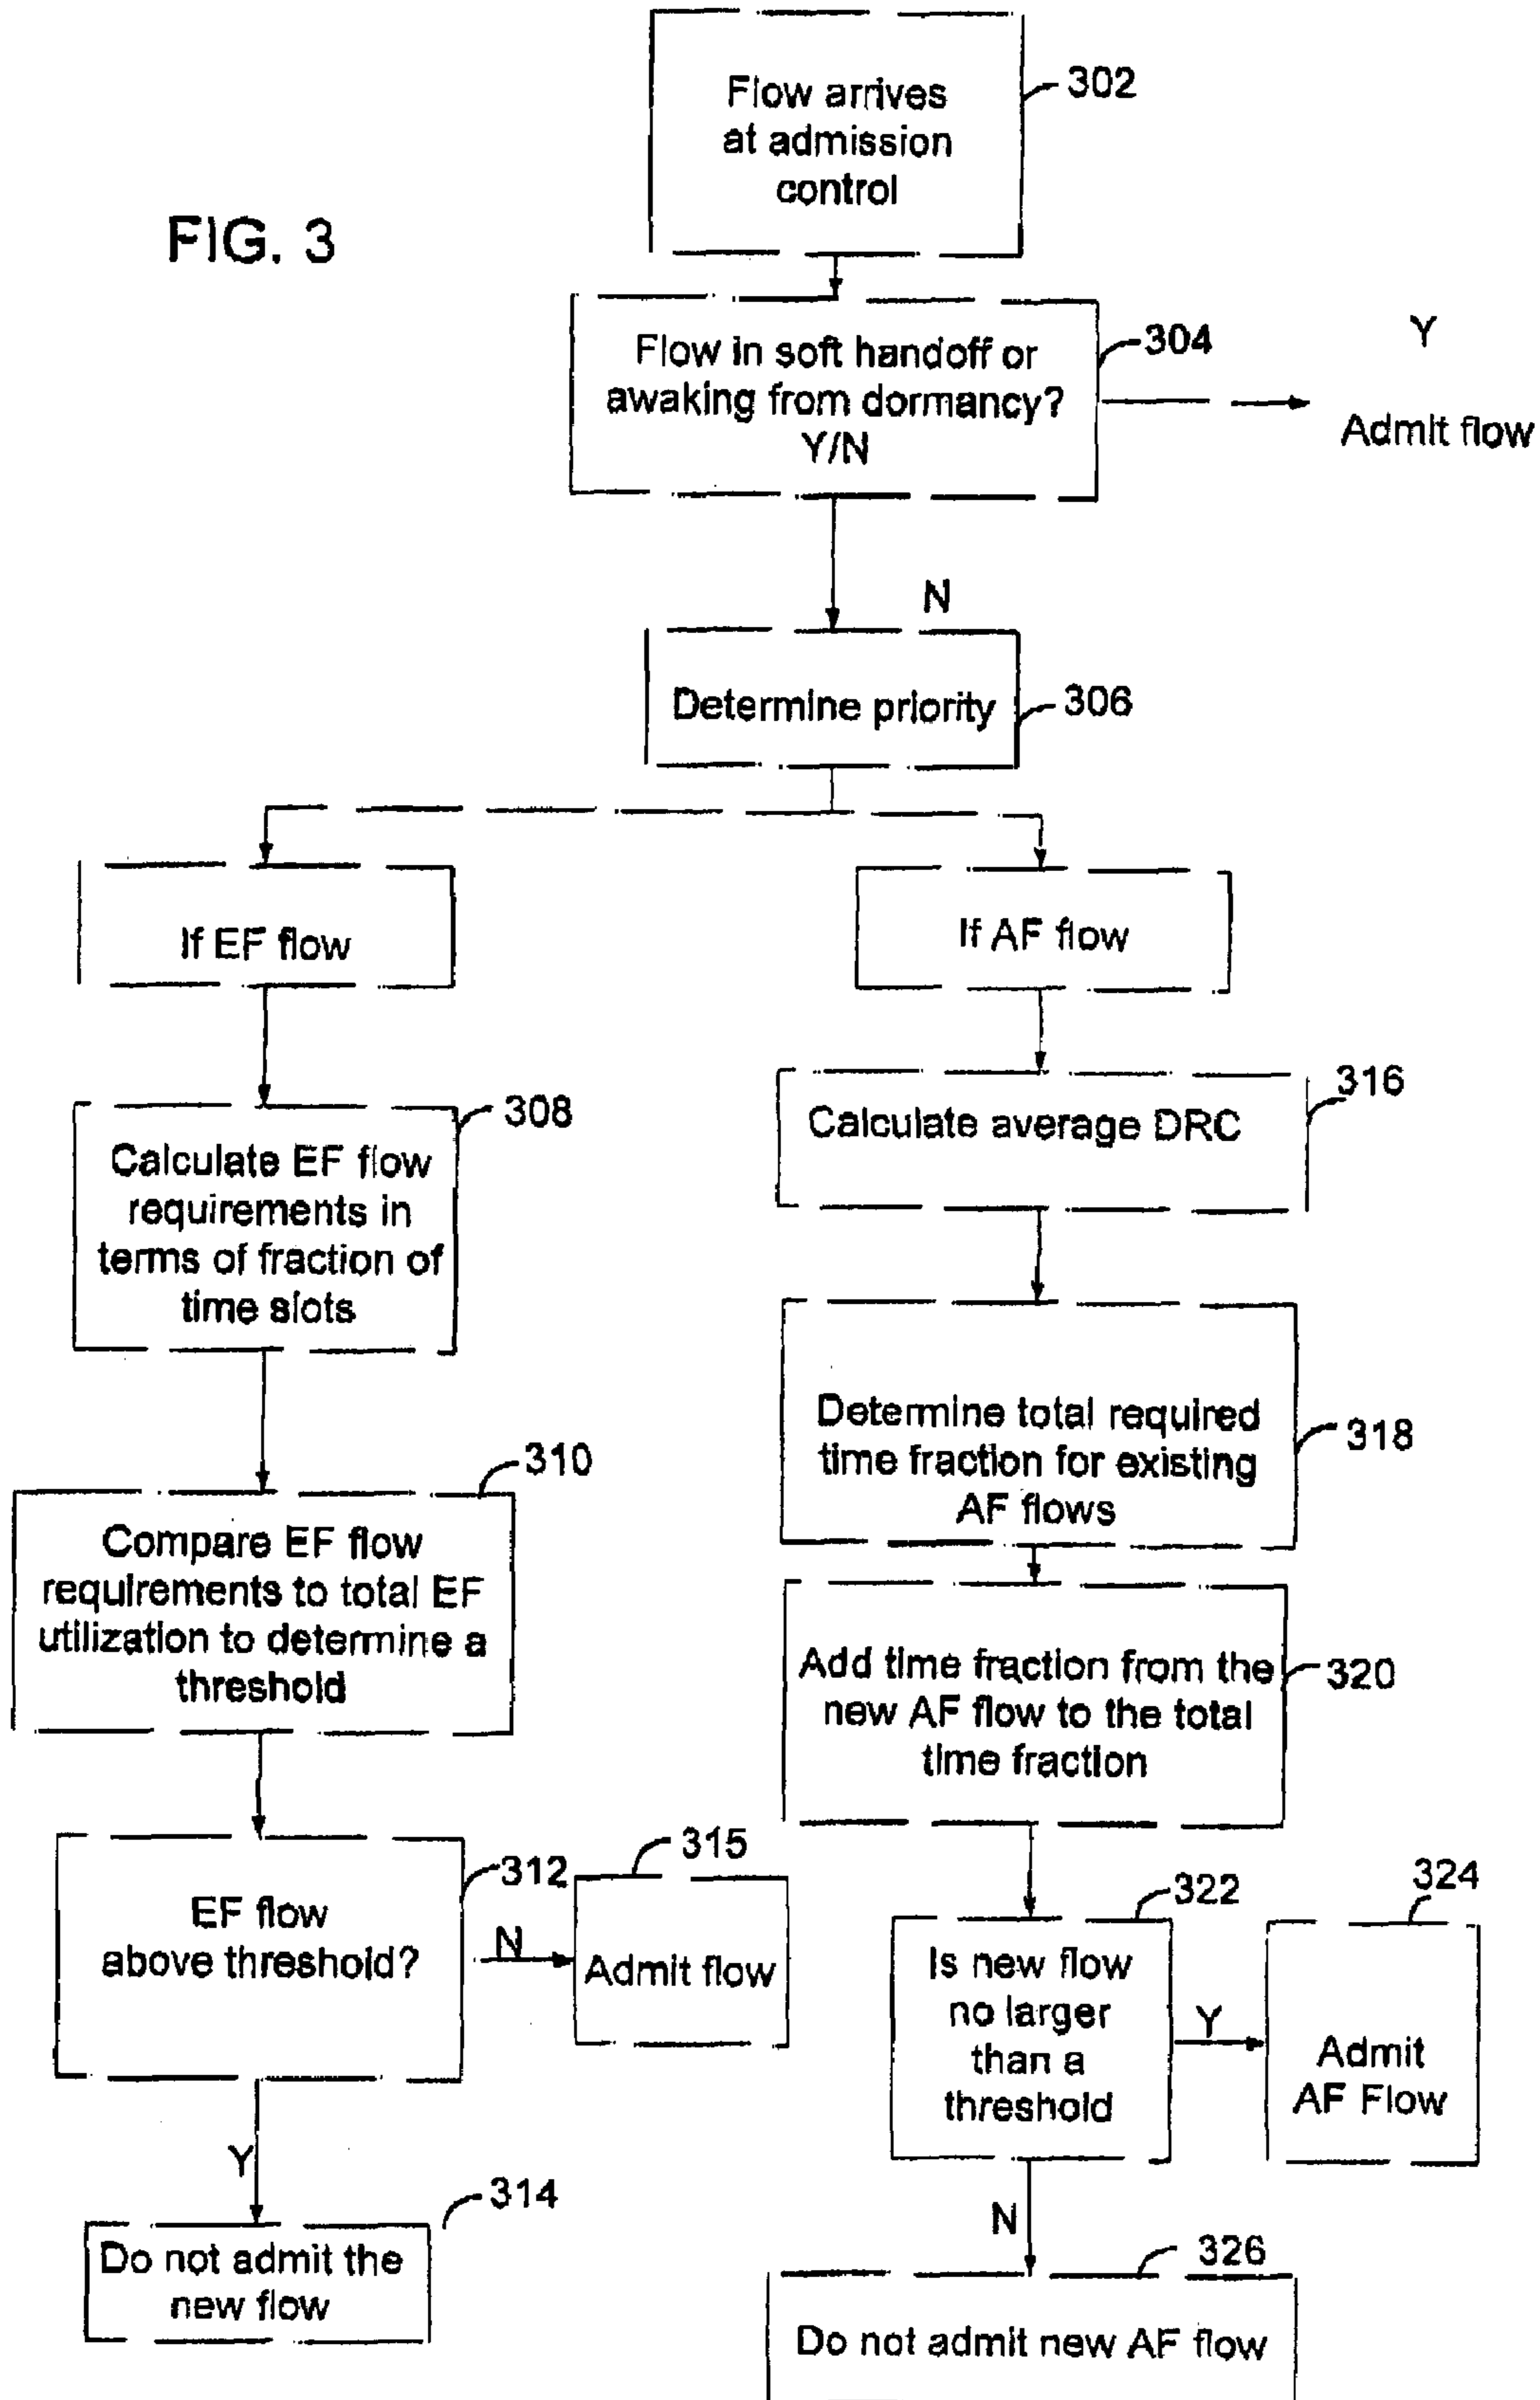 FIG. 3
Flow arrives
at admission
control
302
Flow in soft handoff or
awaking from dormancy?
Y/N
304
Y
Admit flow
N
Determine priority
306
If EF flow
If AF flow
308
Calculate EF flow
requirements in
terms of fraction of
time slots
316
Calculate average DRC
310
Compare EF flow
requirements to total EF
utilization to determine a
threshold
Determine total required
time fraction for existing
AF flows
318
Add time fraction from the
new AF flow to the total
time fraction
320
EF flow
above threshold?
312
N
315
Admit flow
322
Is new flow
no larger
than a
threshold
Y
324
Admit
AF Flow
Y
314
Do not admit the
new flow
N
326
Do not admit new AF flow